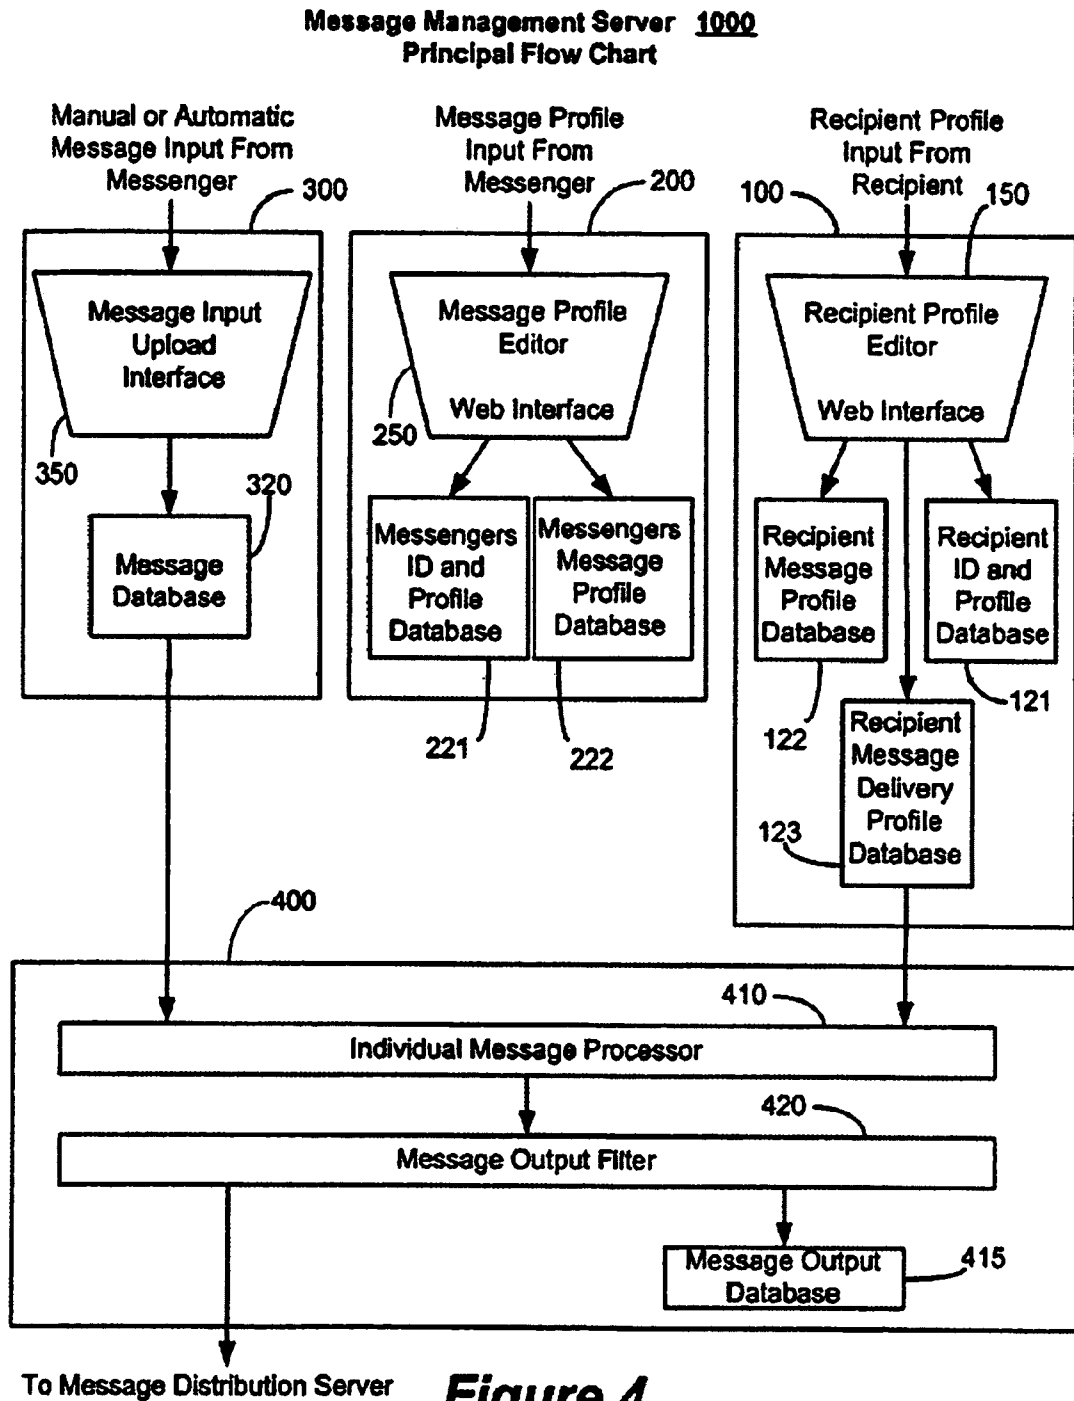 Message Management Server 1000
Principal Flow Chart
Manual or Automatic
Message Input From
Messenger
300
Message Input
Upload
Interface
350
320
Message
Database
Message Profile
Input From
Messenger
200
Message Profile
Editor
Web Interface
250
Messengers
ID and
Profile
Database
Messengers
Message
Profile
Database
221
222
Recipient Profile
Input From
Recipient
100
150
Recipient Profile
Editor
Web Interface
Recipient
Message
Profile
Database
Recipient
ID and
Profile
Database
122
121
Recipient
Message
Delivery
Profile
Database
123
400
410
Individual Message Processor
420
Message Output Filter
Message Output
Database
415
To Message Distribution Server
Figure 4